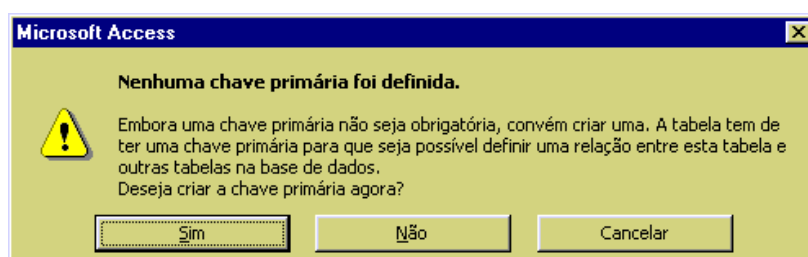 Microsoft Access
Nenhuma chave primária foi definida.
Embora uma chave primária não seja obrigatória, convém criar uma. A tabela tem de
ter uma chave primária para que seja possível definir uma relação entre esta tabela e
outras tabelas na base de dados.
Deseja criar a chave primária agora?
Sim Não Cancelar